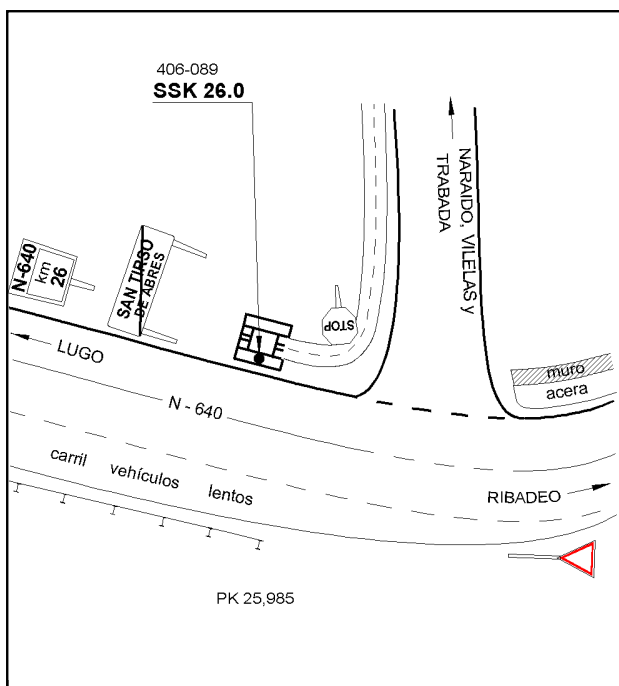 406-089
SSK 26.0
NARAIDO, VILELAS y
TRABADA
N-640
km
26
SAN TIRSO
DE ABRES
STOP
LUGO
N - 640
muro
acera
carril vehículos lentos
RIBADEO
PK 25,985